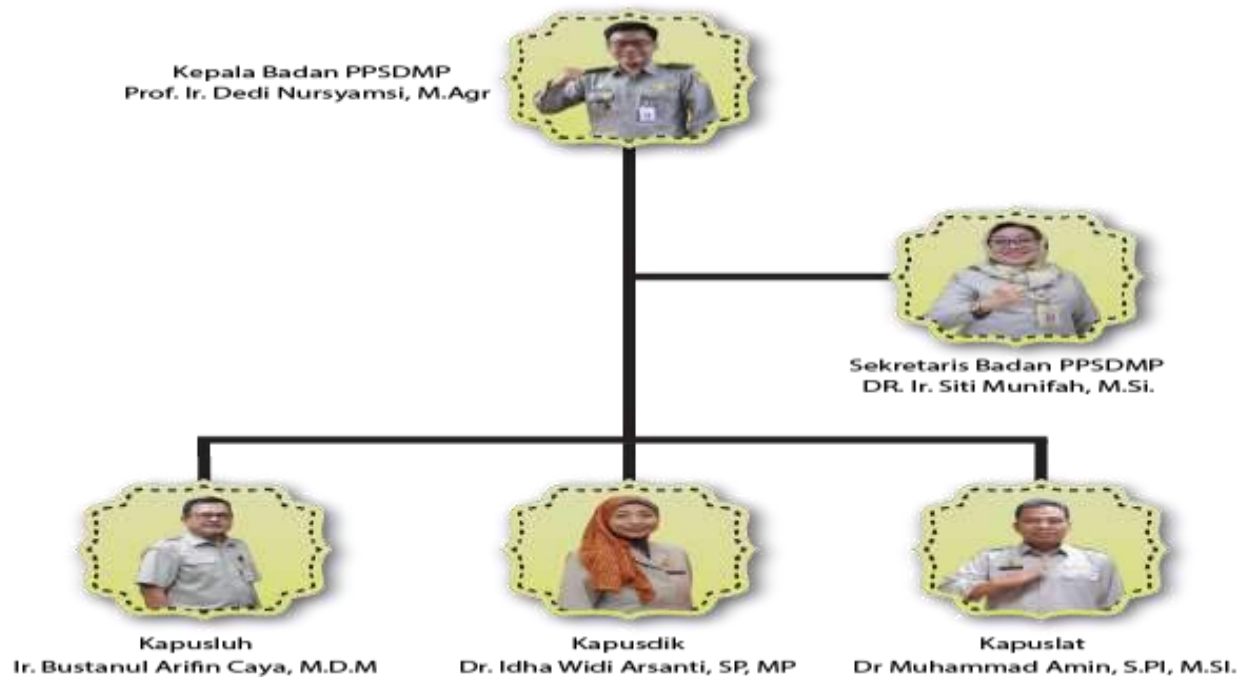 Kepala Badan PPSDMP
Prof. Ir. Dedi Nursyamsi, M.Agr
Sekretaris Badan PPSDMP
DR. Ir. Siti Munifah, M.Si.
Kapusluh
Ir. Bustanul Arifin Caya, M.D.M
Kapusdik
Dr. Idha Widi Arsanti, SP, MP
Kapuslat
Dr Muhammad Amin, S.PI, M.SI.